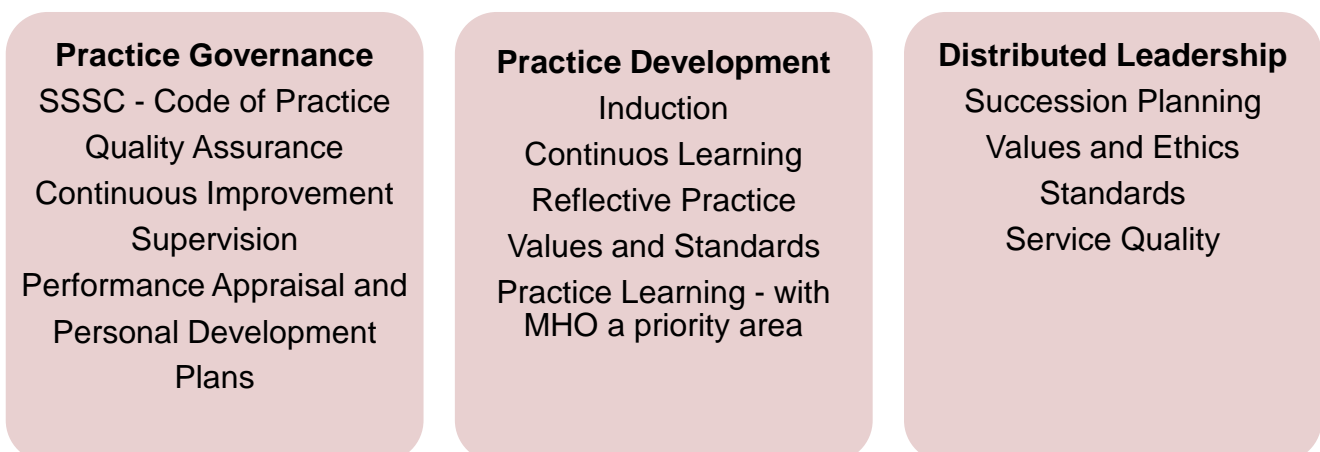 Practice Governance
SSSC - Code of Practice
Quality Assurance
Continuous Improvement
Supervision
Performance Appraisal and
Personal Development
Plans
Practice Development
Induction
Continuos Learning
Reflective Practice
Values and Standards
Practice Learning - with
MHO a priority area
Distributed Leadership
Succession Planning
Values and Ethics
Standards
Service Quality